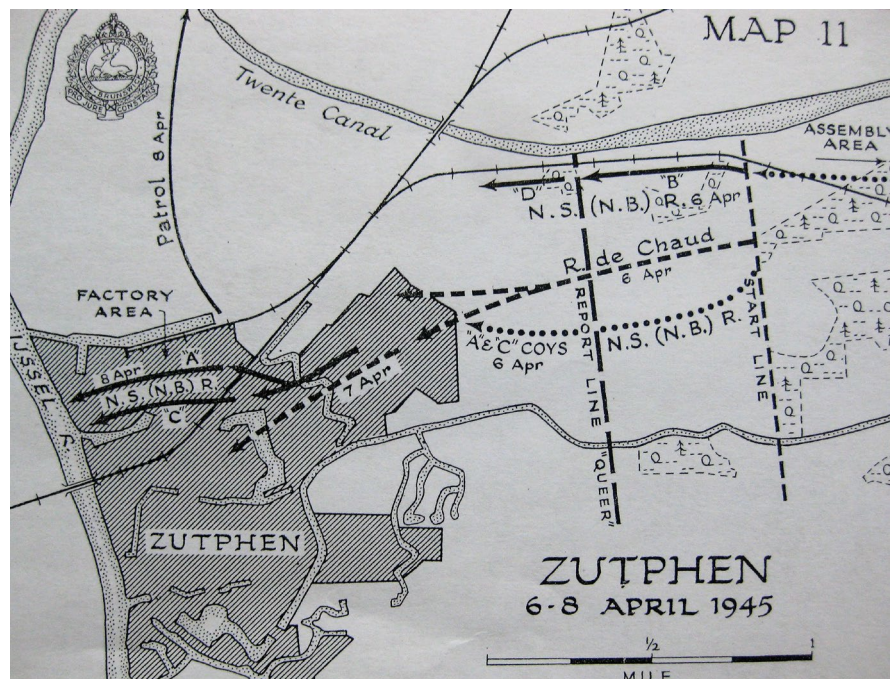 MAP 11
Twente Canal
Patrol 8 Apr
ASSEMBLY
AREA
"D"
"B"
N.S. (N.B.) R. 6 Apr
R. de Chaud
6 Apr
START LINE
REPORT LINE "QUEER"
N.S. (N.B.) R.
"A" & "C" COYS
6 Apr
FACTORY
AREA
IJSSEL
R.
"A"
8 Apr
N.S. (N.B.) R.
"C"
7 Apr
ZUTPHEN
ZUTPHEN
6-8 APRIL 1945
1/2
1
MILE